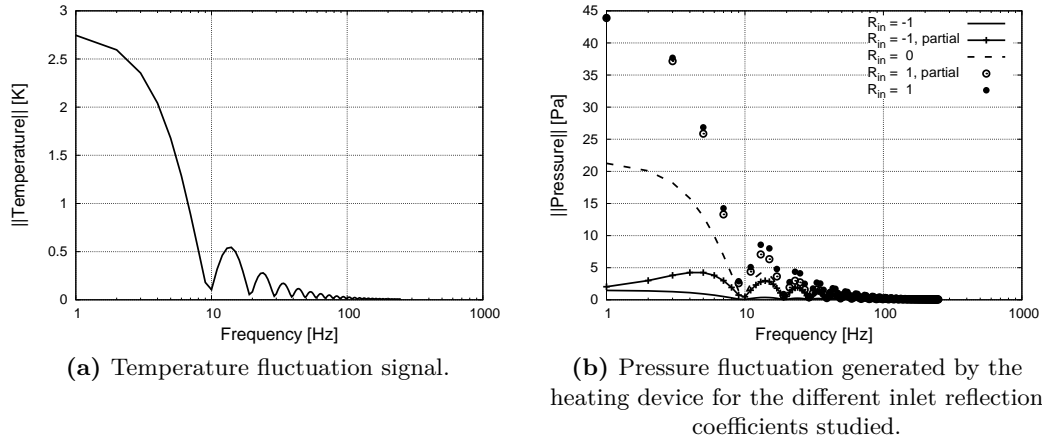 3
2.5
2
1.5
1
0.5
0
||Temperature|| [K]
1
10
100
1000
Frequency [Hz]
(a) Temperature fluctuation signal.
45
40
35
30
25
20
15
10
5
0
||Pressure|| [Pa]
R_in = -1
R_in = -1, partial
R_in = 0
R_in = 1, partial
R_in = 1
1
10
100
1000
Frequency [Hz]
(b) Pressure fluctuation generated by the
heating device for the different inlet reflection
coefficients studied.